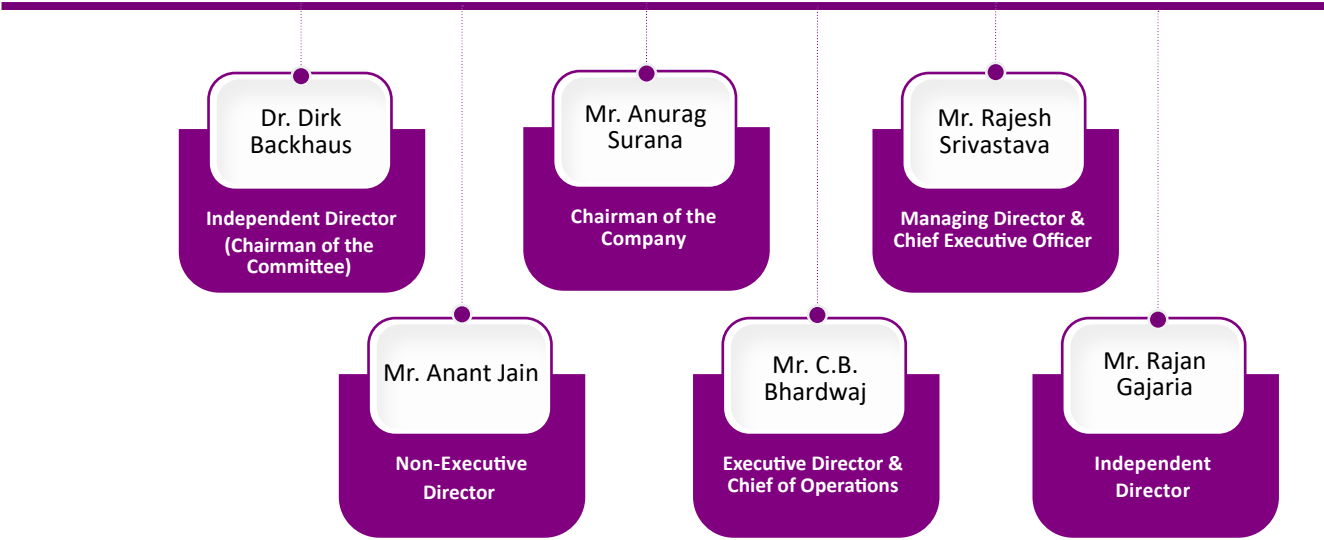 Dr. Dirk
Backhaus
Independent Director
(Chairman of the
Committee)
Mr. Anurag
Surana
Chairman of the
Company
Mr. Rajesh
Srivastava
Managing Director &
Chief Executive Officer
Mr. Anant Jain
Non-Executive
Director
Mr. C.B.
Bhardwaj
Executive Director &
Chief of Operations
Mr. Rajan
Gajaria
Independent
Director